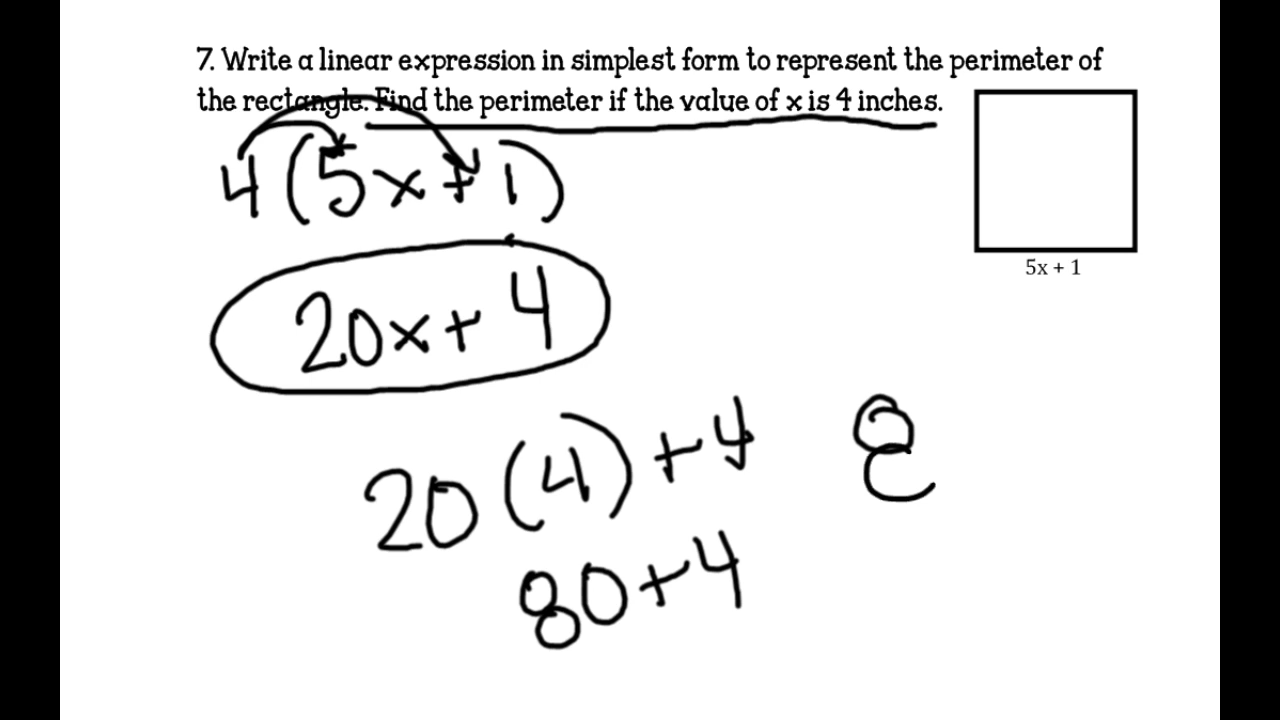 7. Write a linear expression in simplest form to represent the perimeter of
the rectangle. Find the perimeter if the value of x is 4 inches.
4(5x+1)
5x + 1
20x+4
20(4)+4
80+4